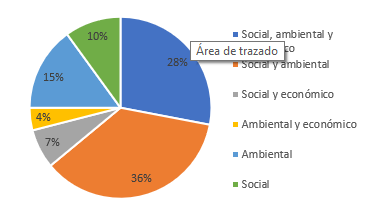 Social, ambiental y
Área de trazado
Social y ambiental
Social y económico
Ambiental y económico
Ambiental
Social
28%
36%
7%
4%
15%
10%